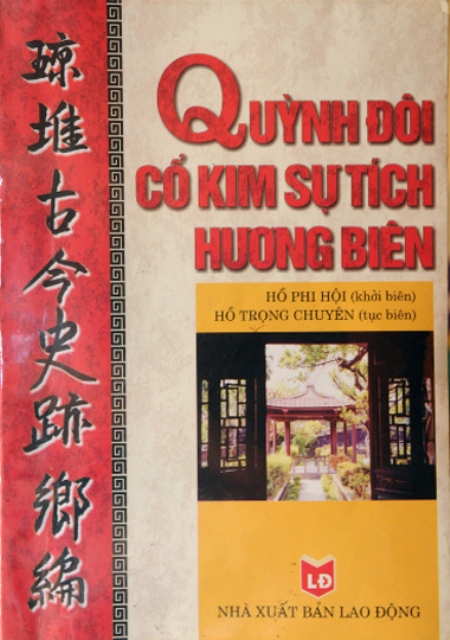 瓊堆古今史跡鄉編
QUỲNH ĐÔI
CỔ KIM SỰ TÍCH
HƯƠNG BIÊN
HỒ PHI HỘI (khởi biên)
HỒ TRỌNG CHUYÊN (tục biên)
LĐ
NHÀ XUẤT BẢN LAO ĐỘNG